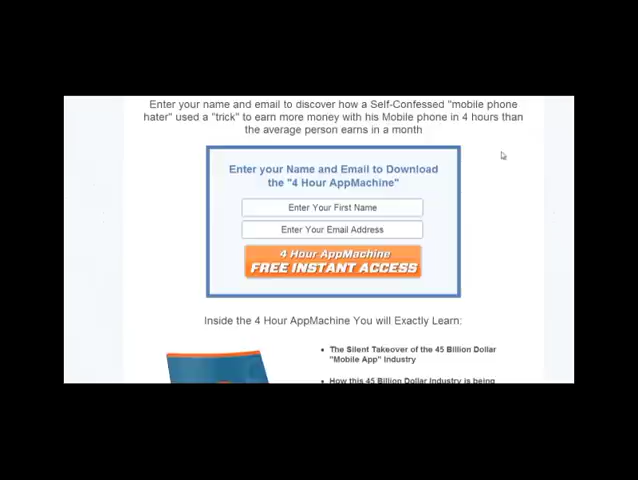 Enter your name and email to discover how a Self-Confessed "mobile phone
hater" used a "trick" to earn more money with his Mobile phone in 4 hours than
the average person earns in a month
Enter your Name and Email to Download
the "4 Hour AppMachine"
Enter Your First Name
Enter Your Email Address
4 Hour AppMachine
FREE INSTANT ACCESS
Inside the 4 Hour AppMachine You will Exactly Learn:
• The Silent Takeover of the 45 Billion Dollar
"Mobile App" Industry
• How this 45 Billion Dollar Industry is being